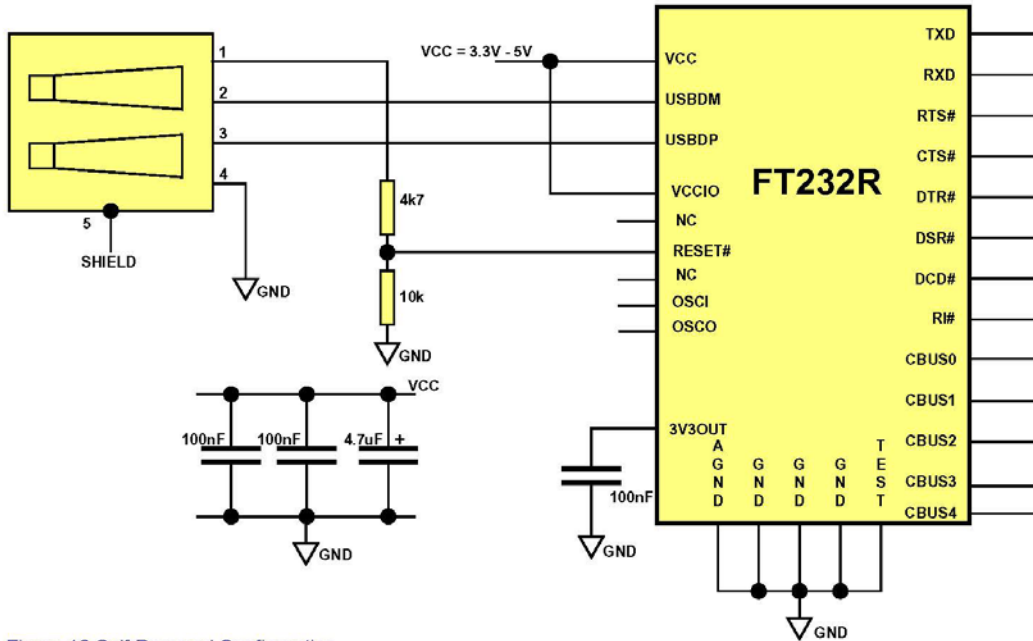 1
2
3
4
5
SHIELD
GND
4k7
10k
GND
VCC = 3.3V - 5V
VCC
100nF
100nF
4.7uF +
GND
FT232R
VCC
USBDM
USBDP
VCCIO
NC
RESET#
NC
OSCI
OSCO
3V3OUT
100nF
GND
AGND
GND
GND
GND
TEST
GND
TXD
RXD
RTS#
CTS#
DTR#
DSR#
DCD#
RI#
CBUS0
CBUS1
CBUS2
CBUS3
CBUS4